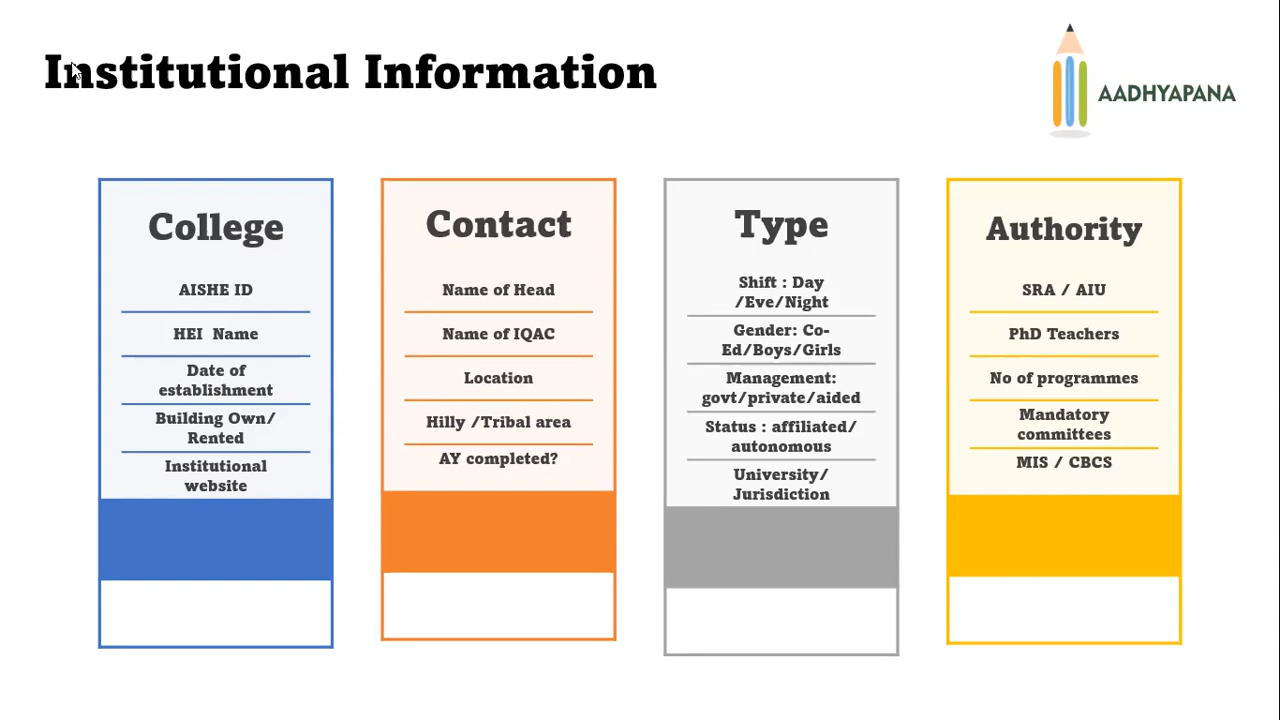 Institutional Information
AADHYAPANA
College
AISHE ID
HEI  Name
Date of
establishment
Building Own/
Rented
Institutional
website
Contact
Name of Head
Name of IQAC
Location
Hilly /Tribal area
AY completed?
Type
Shift : Day
/Eve/Night
Gender: Co-
Ed/Boys/Girls
Management:
govt/private/aided
Status : affiliated/
autonomous
University/
Jurisdiction
Authority
SRA / AIU
PhD Teachers
No of programmes
Mandatory
committees
MIS / CBCS